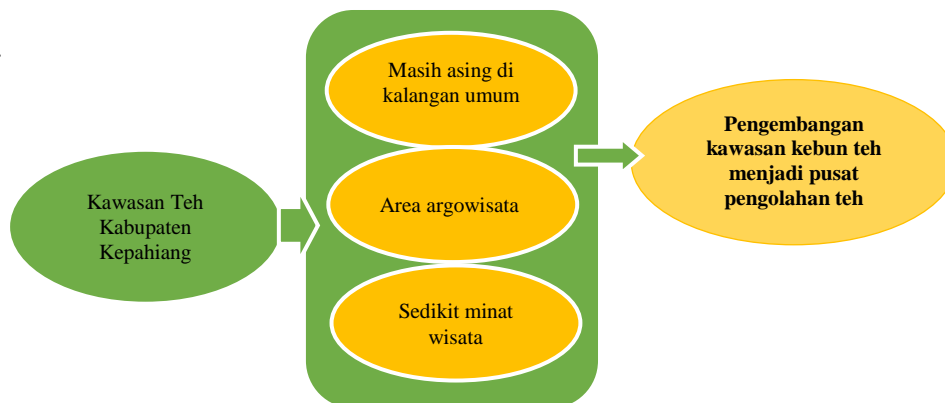 Kawasan Teh
Kabupaten
Kepahiang
Masih asing di
kalangan umum
Area argowisata
Sedikit minat
wisata
Pengembangan
kawasan kebun teh
menjadi pusat
pengolahan teh